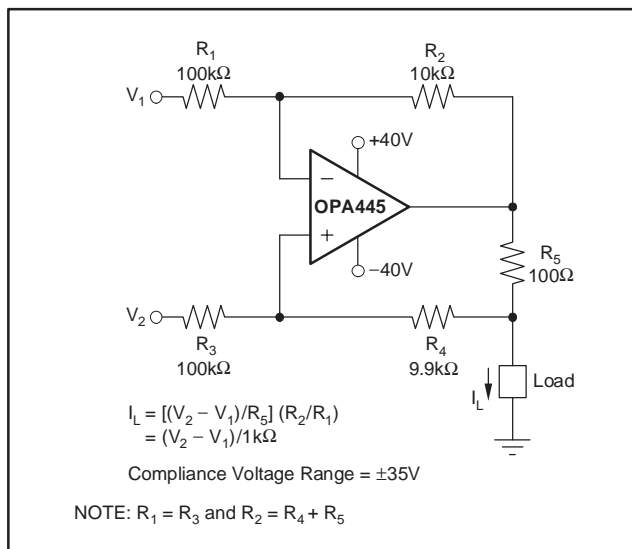 R1
100kΩ
R2
10kΩ
V1
+40V
−
OPA445
+
−40V
R5
100Ω
V2
R3
100kΩ
R4
9.9kΩ
IL
Load
IL = [(V2 − V1)/R5] (R2/R1)
= (V2 − V1)/1kΩ
Compliance Voltage Range = ±35V
NOTE: R1 = R3 and R2 = R4 + R5